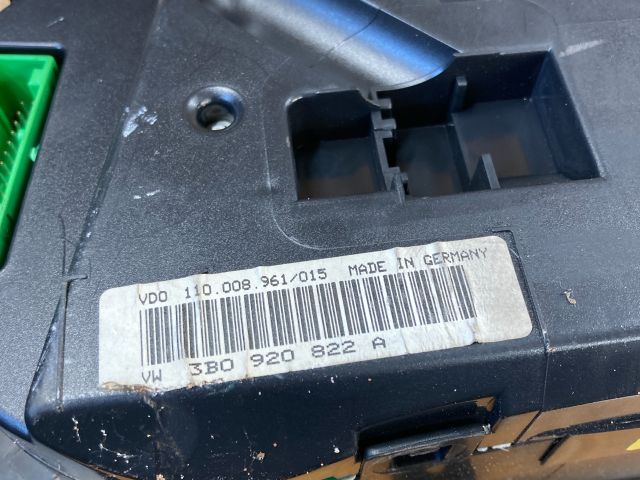 VDO 110.008.961/015 MADE IN GERMANY
VW 3B0 920 822 A